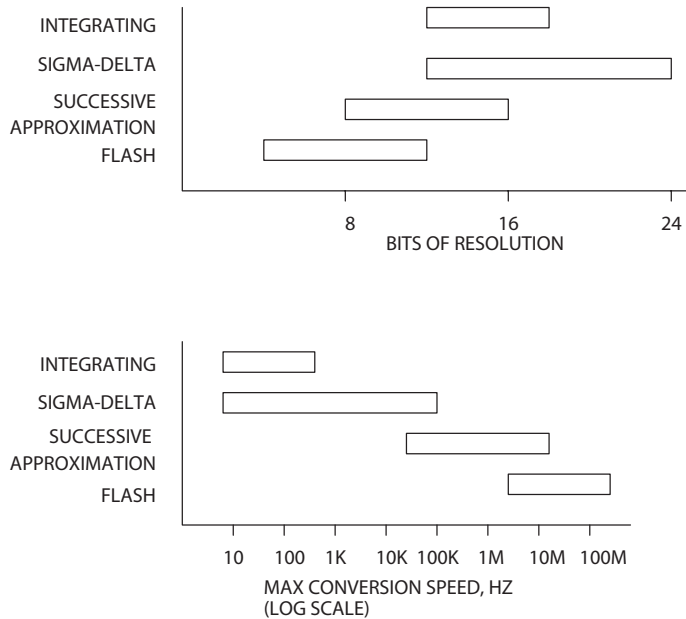 INTEGRATING
SIGMA-DELTA
SUCCESSIVE
APPROXIMATION
FLASH
8 16 24
BITS OF RESOLUTION
INTEGRATING
SIGMA-DELTA
SUCCESSIVE
APPROXIMATION
FLASH
10 100 1K 10K 100K 1M 10M 100M
MAX CONVERSION SPEED, HZ
(LOG SCALE)